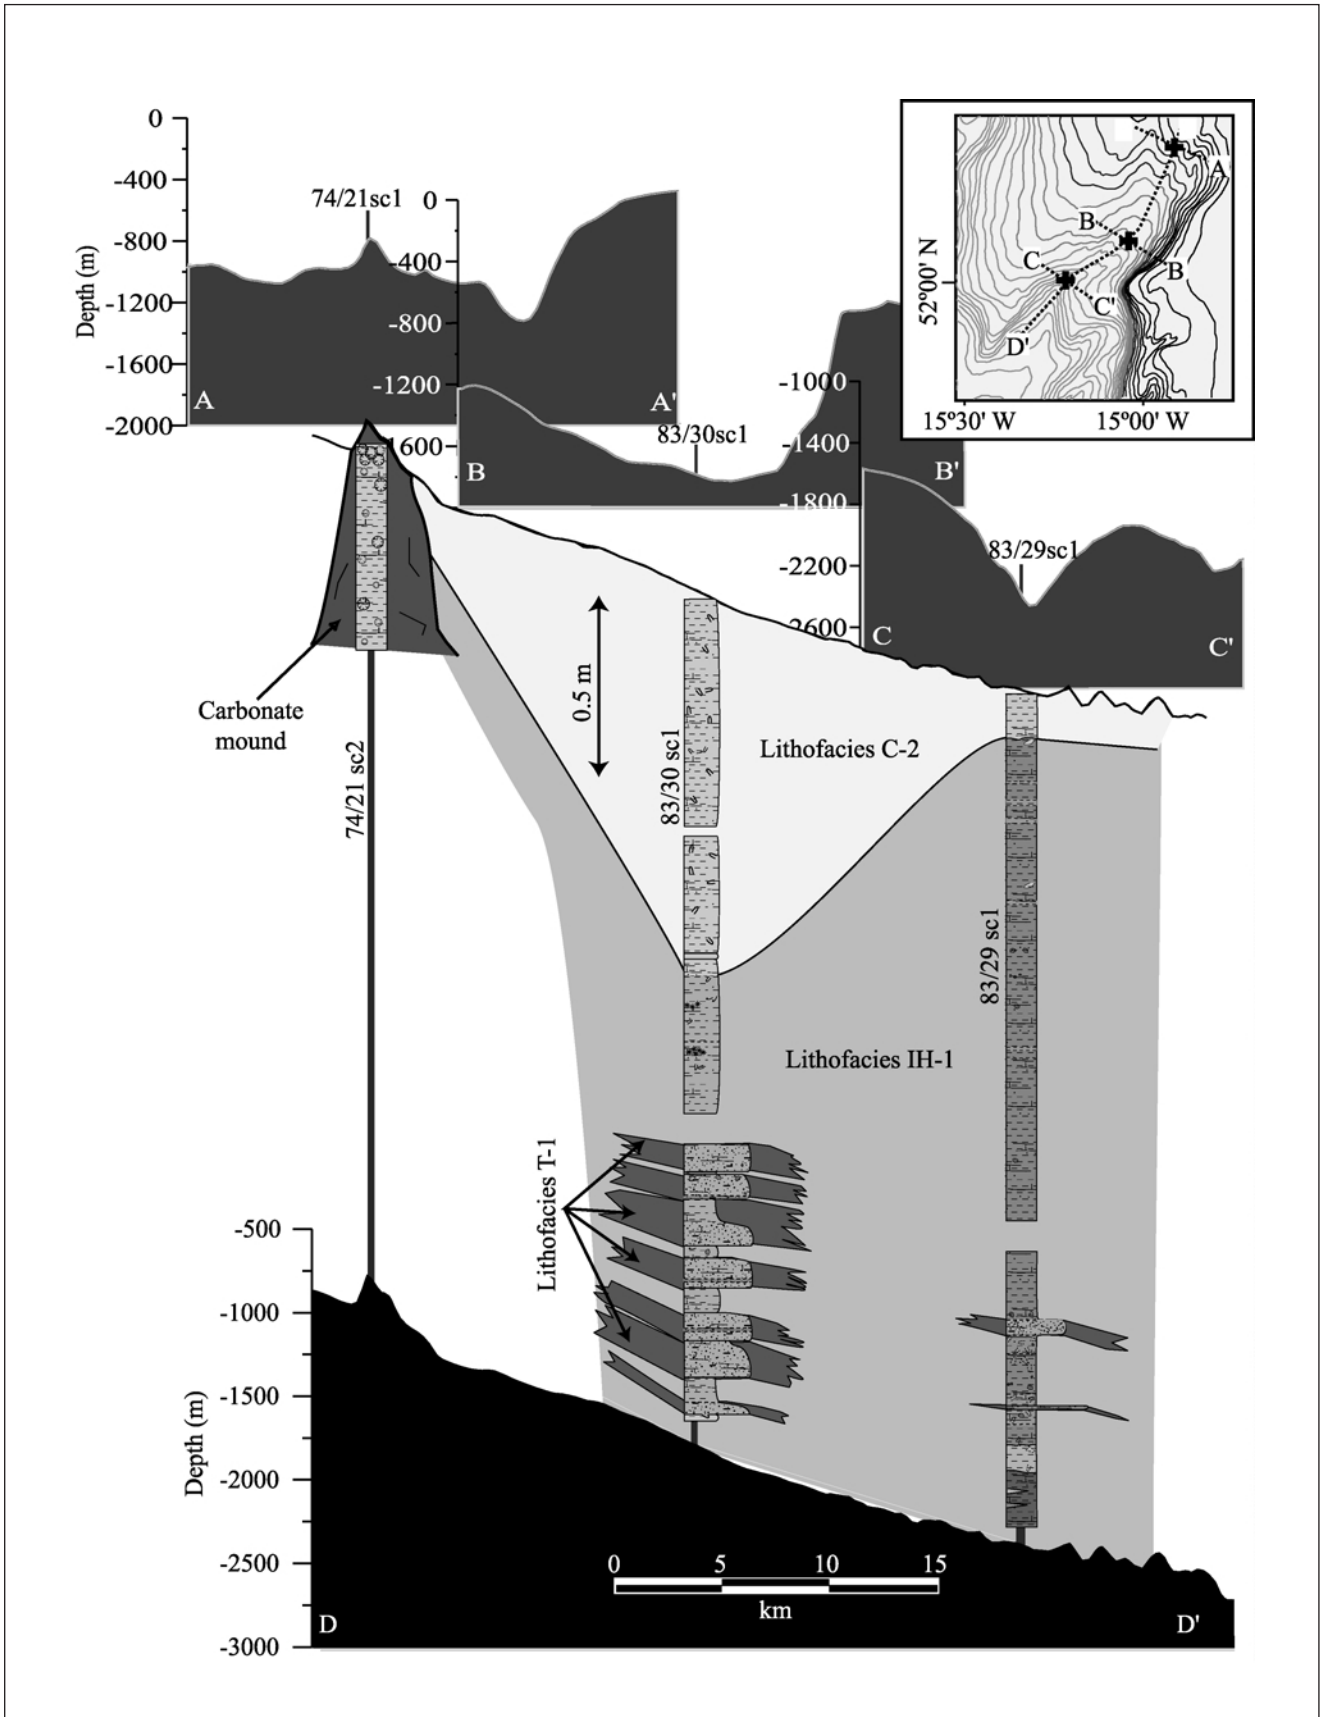 0
-400
-800
-1200
-1600
-2000
Depth (m)
74/21sc1
A
A'
0
-400
-800
-1200
1600
B
83/30sc1
B'
-1000
-1400
-1800
-2200
2600
C
83/29sc1
C'
A
B
B
C
C'
D'
52°00' N
15°30' W
15°00' W
Carbonate
mound
74/21 sc2
0.5 m
83/30 sc1
Lithofacies C-2
83/29 sc1
Lithofacies IH-1
Lithofacies T-1
-500
-1000
-1500
-2000
-2500
-3000
Depth (m)
0
5
10
15
km
D
D'